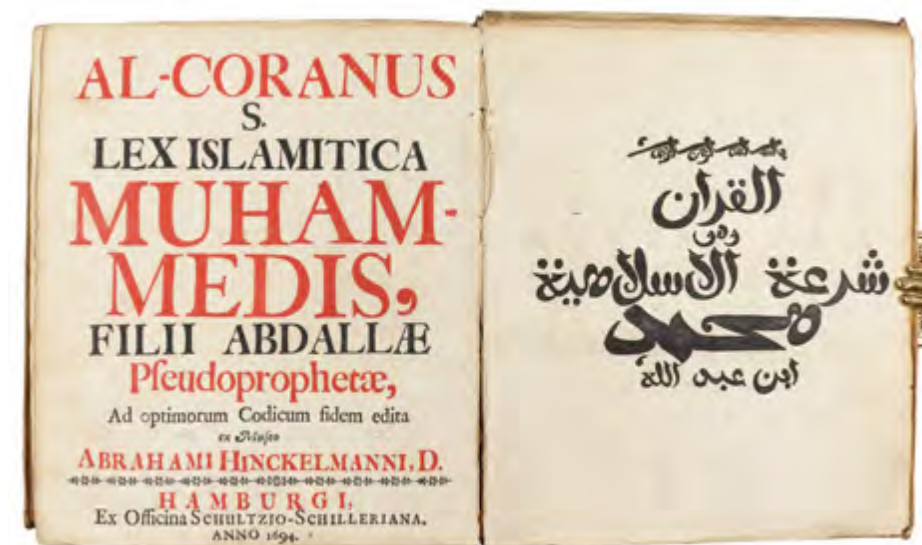 AL-CORANUS
S.
LEX ISLAMITICA
MUHAM-
MEDIS,
FILII ABDALLÆ
Pſeudoprophetæ,
Ad optimorum Codicum fidem edita
ex Muſeo
ABRAHAMI HINCKELMANNI, D.
HAMBURGI,
Ex Officina SCHULTZIO-SCHILLERIANA.
ANNO 1694.
القران
وهى
شرعة الاسلامية
محمد
ابن عبد الله